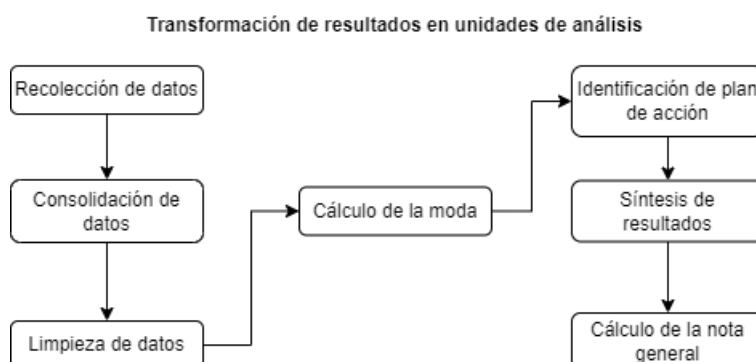 Transformación de resultados en unidades de análisis
Recolección de datos
Consolidación de
datos
Limpieza de datos
Cálculo de la moda
Identificación de plan
de acción
Síntesis de
resultados
Cálculo de la nota
general